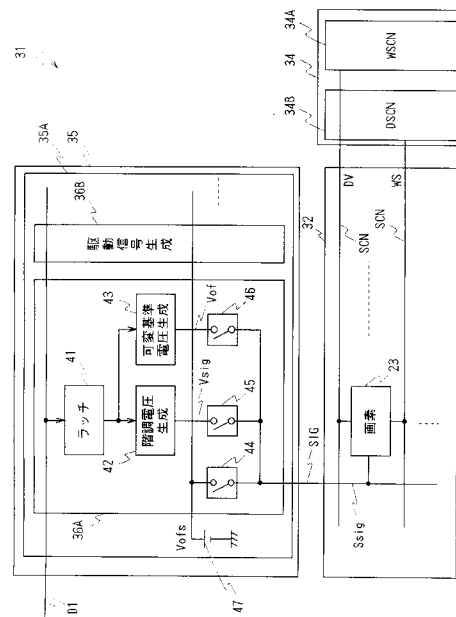 31
35A
35
36B
駆動信号生成
43
可変基準
電圧生成
Vof
46
41
ラッチ
階調電圧
生成
42
Vsig
45
44
36A
Vofs
47
D1
SIG
34A
34
34B
WSCN
DSCN
32
DV
WS
SCN
SCN
23
画素
Ssig